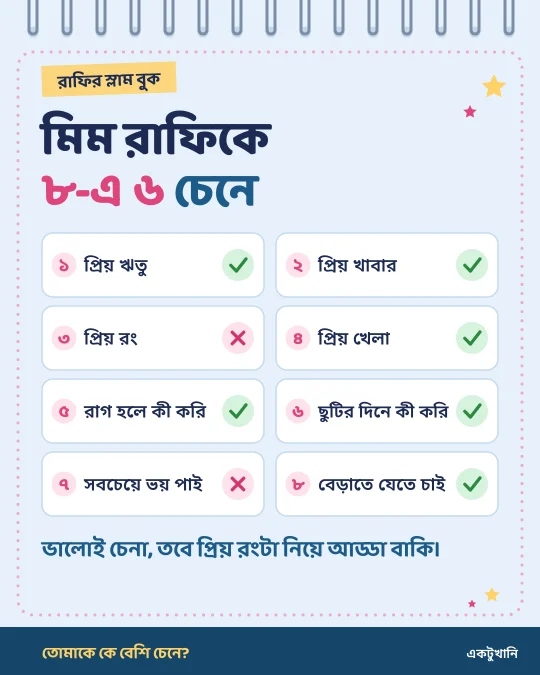 রাফির স্লাম বুক
মিম রাফিকে
৮-এ ৬ চেনে
১ প্রিয় ঋতু
২ প্রিয় খাবার
৩ প্রিয় রং
৪ প্রিয় খেলা
৫ রাগ হলে কী করি
৬ ছুটির দিনে কী করি
৭ সবচেয়ে ভয় পাই
৮ বেড়াতে যেতে চাই
ভালোই চেনা, তবে প্রিয় রংটা নিয়ে আড্ডা বাকি।
তোমাকে কে বেশি চেনে?
একটুখানি